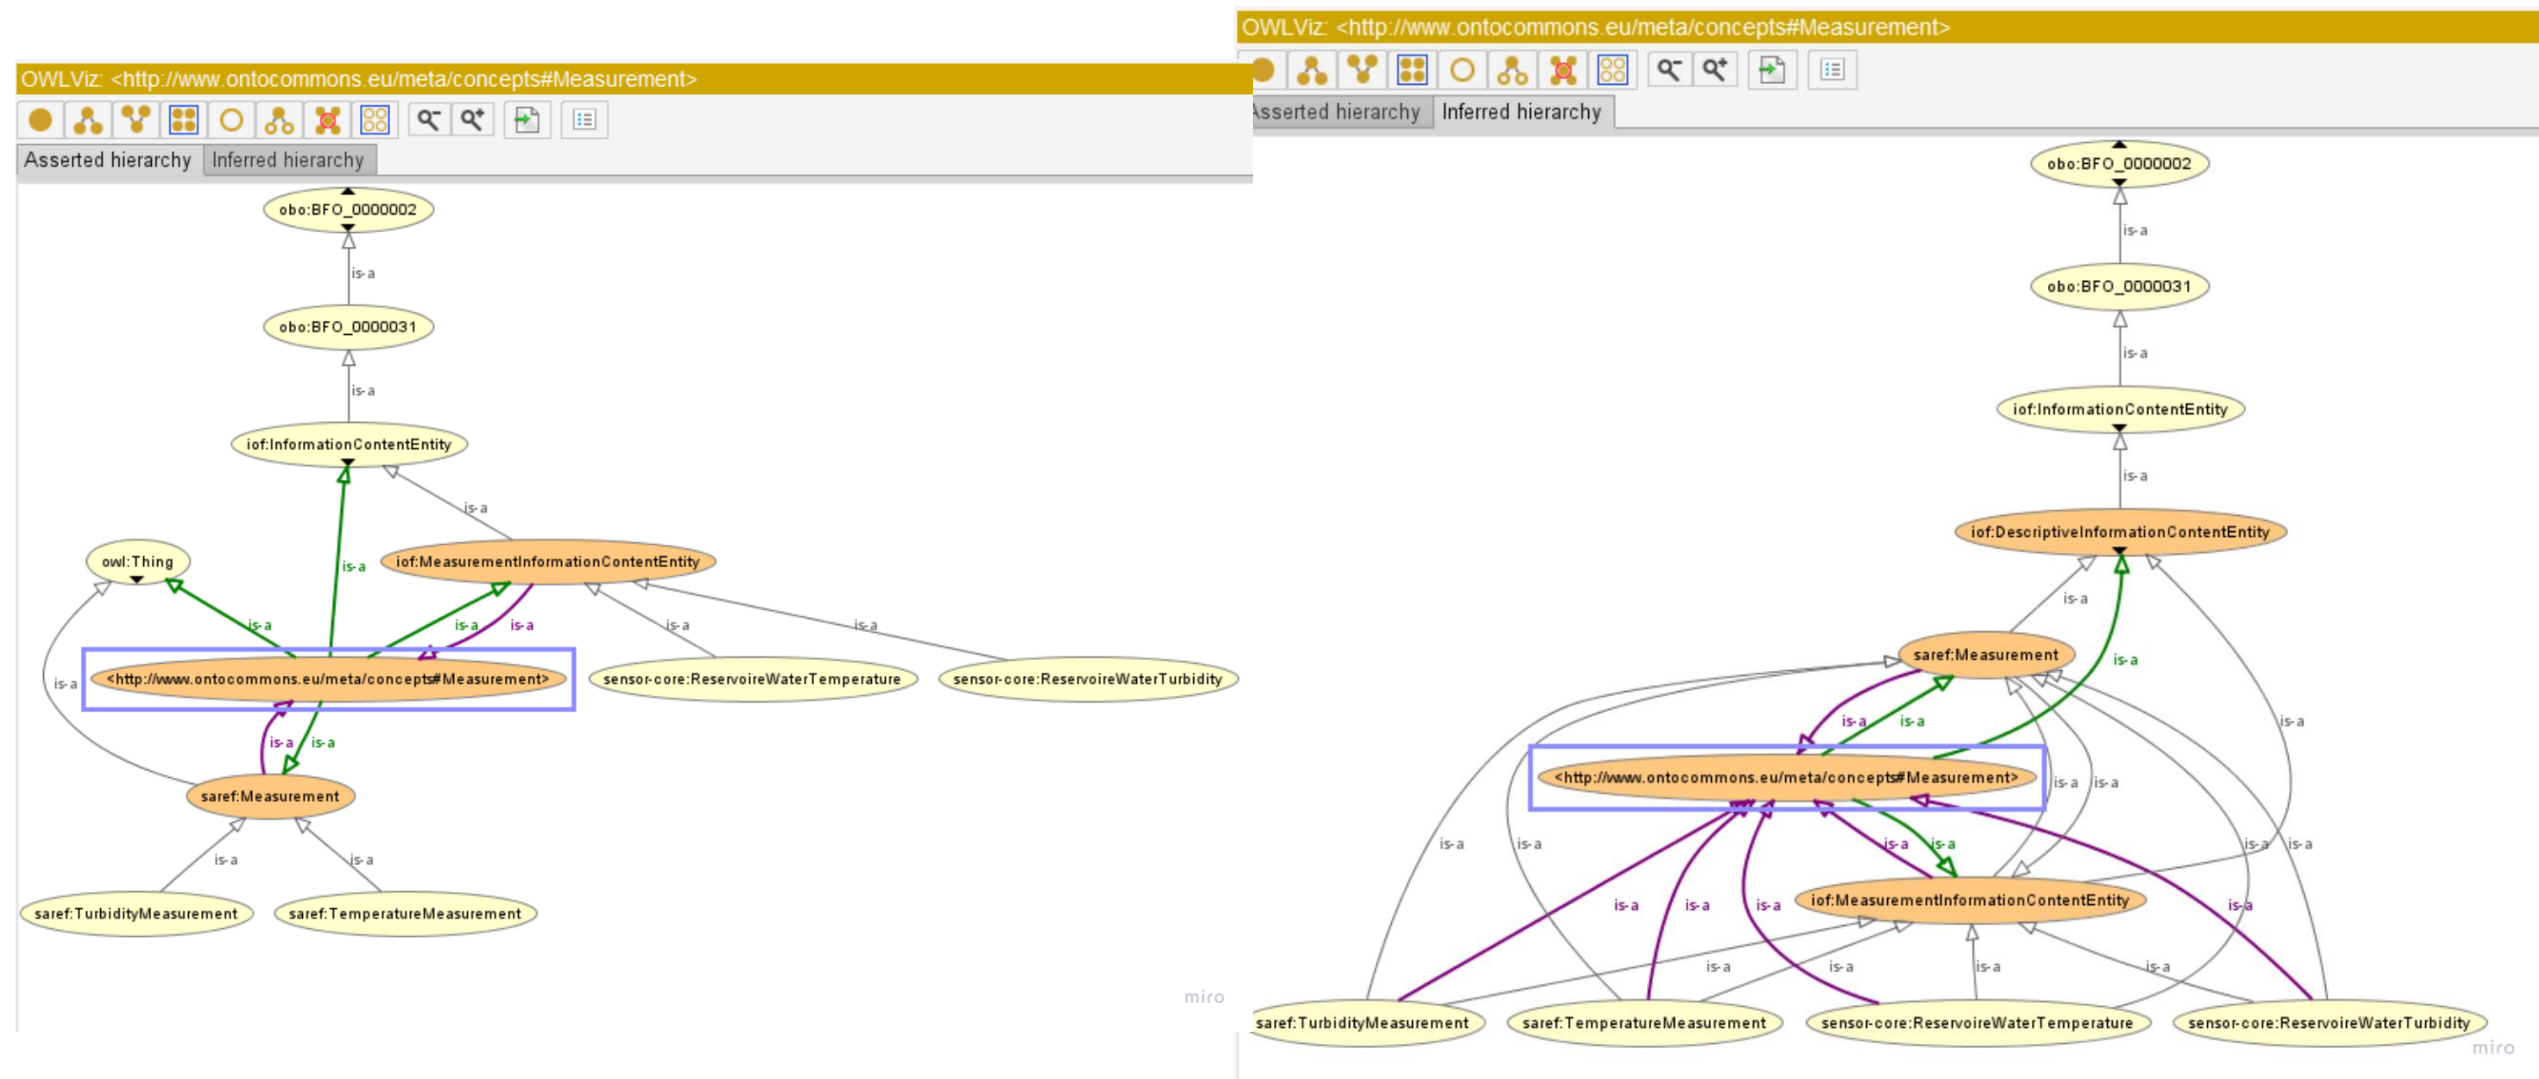 OWLViz: <http://www.ontocommons.eu/meta/concepts#Measurement>
Asserted hierarchy
Inferred hierarchy
obo:BFO_0000002
is-a
obo:BFO_0000031
is-a
iof:InformationContentEntity
is-a
owl:Thing
is-a
iof:MeasurementInformationContentEntity
is-a
is-a
is-a
is-a
is-a
is-a
<http://www.ontocommons.eu/meta/concepts#Measurement>
sensor-core:ReservoireWaterTemperature
sensor-core:ReservoireWaterTurbidity
is-a
is-a
saref:Measurement
is-a
is-a
saref:TurbidityMeasurement
saref:TemperatureMeasurement
miro
OWLViz: <http://www.ontocommons.eu/meta/concepts#Measurement>
Asserted hierarchy
Inferred hierarchy
obo:BFO_0000002
is-a
obo:BFO_0000031
is-a
iof:InformationContentEntity
is-a
iof:DescriptiveInformationContentEntity
is-a
saref:Measurement
is-a
is-a
is-a
is-a
<http://www.ontocommons.eu/meta/concepts#Measurement>
is-a
is-a
is-a
is-a
is-a
is-a
is-a
is-a
iof:MeasurementInformationContentEntity
is-a
is-a
is-a
is-a
is-a
is-a
is-a
is-a
saref:TurbidityMeasurement
saref:TemperatureMeasurement
sensor-core:ReservoireWaterTemperature
sensor-core:ReservoireWaterTurbidity
miro